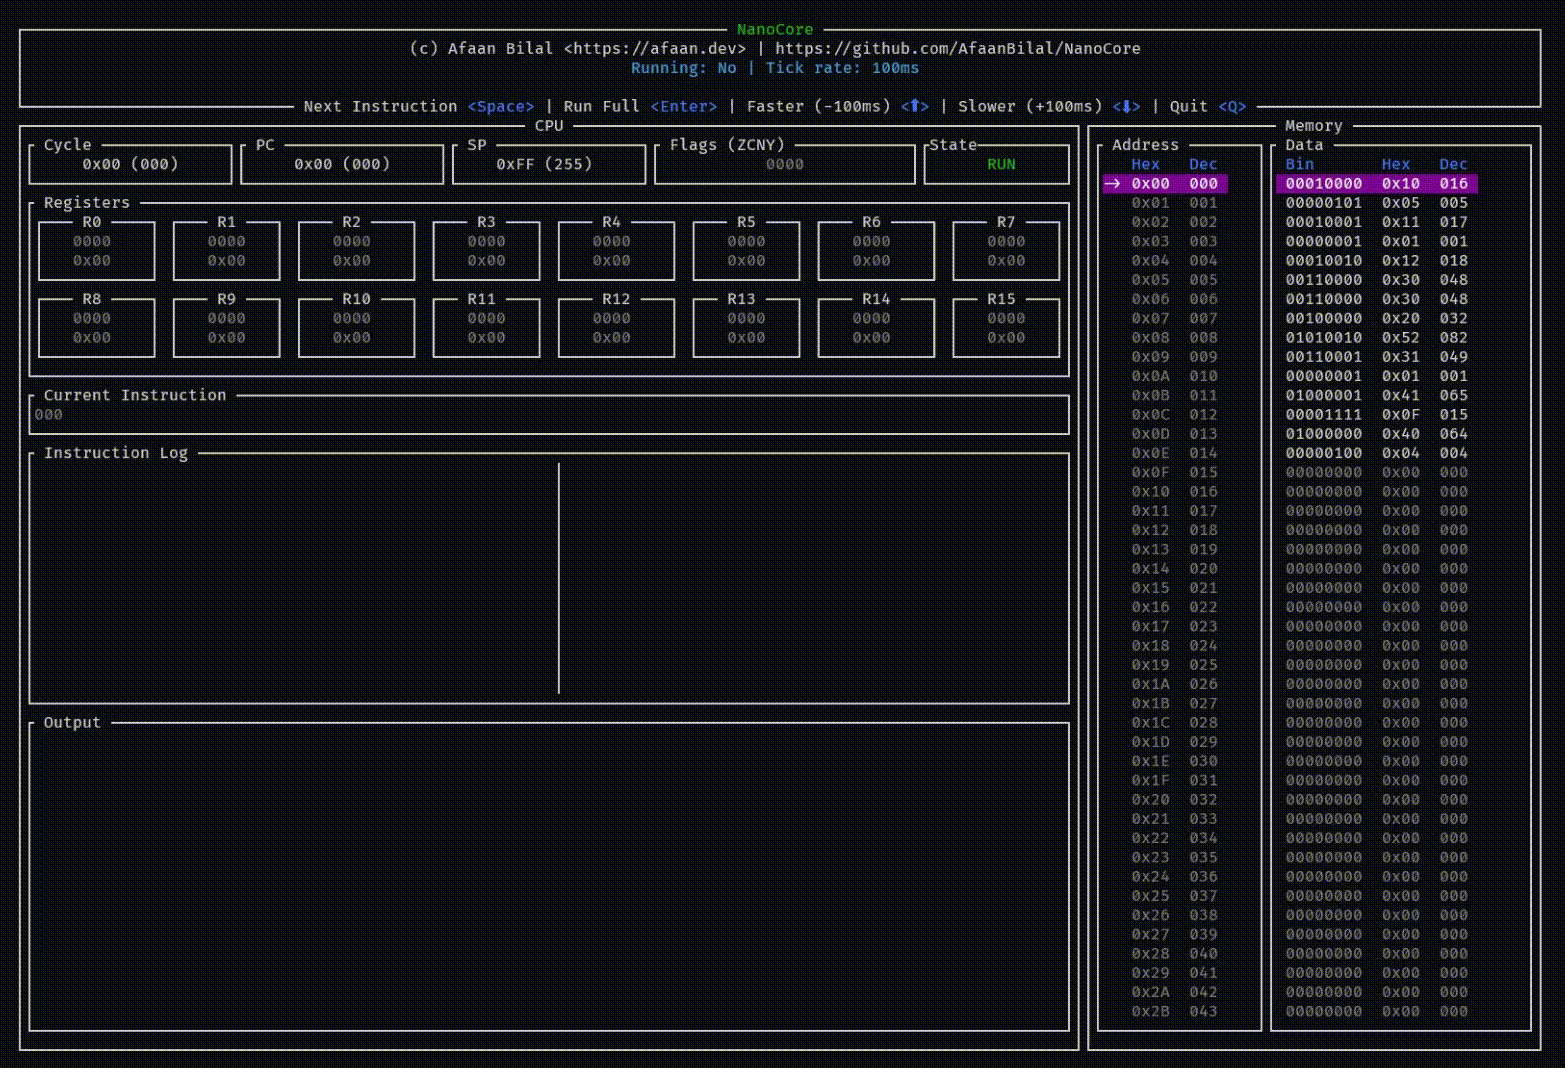 NanoCore
(c) Afaan Bilal <https://afaan.dev> | https://github.com/AfaanBilal/NanoCore
Running: No | Tick rate: 100ms
Next Instruction <Space> | Run Full <Enter> | Faster (-100ms) <⬆> | Slower (+100ms) <⬇> | Quit <Q>
CPU
Cycle PC SP Flags (ZCNY) State
0x00 (000) 0x00 (000) 0xFF (255) 0000 RUN
Registers
R0 R1 R2 R3 R4 R5 R6 R7
0000 0000 0000 0000 0000 0000 0000 0000
0x00 0x00 0x00 0x00 0x00 0x00 0x00 0x00
R8 R9 R10 R11 R12 R13 R14 R15
0000 0000 0000 0000 0000 0000 0000 0000
0x00 0x00 0x00 0x00 0x00 0x00 0x00 0x00
Current Instruction
000
Instruction Log
Output
Memory
Address Data
Hex Dec Bin Hex Dec
→ 0x00 000 00010000 0x10 016
0x01 001 00000101 0x05 005
0x02 002 00010001 0x11 017
0x03 003 00000001 0x01 001
0x04 004 00010010 0x12 018
0x05 005 00110000 0x30 048
0x06 006 00110000 0x30 048
0x07 007 00100000 0x20 032
0x08 008 01010010 0x52 082
0x09 009 00110001 0x31 049
0x0A 010 00000001 0x01 001
0x0B 011 01000001 0x41 065
0x0C 012 00001111 0x0F 015
0x0D 013 01000000 0x40 064
0x0E 014 00000100 0x04 004
0x0F 015 00000000 0x00 000
0x10 016 00000000 0x00 000
0x11 017 00000000 0x00 000
0x12 018 00000000 0x00 000
0x13 019 00000000 0x00 000
0x14 020 00000000 0x00 000
0x15 021 00000000 0x00 000
0x16 022 00000000 0x00 000
0x17 023 00000000 0x00 000
0x18 024 00000000 0x00 000
0x19 025 00000000 0x00 000
0x1A 026 00000000 0x00 000
0x1B 027 00000000 0x00 000
0x1C 028 00000000 0x00 000
0x1D 029 00000000 0x00 000
0x1E 030 00000000 0x00 000
0x1F 031 00000000 0x00 000
0x20 032 00000000 0x00 000
0x21 033 00000000 0x00 000
0x22 034 00000000 0x00 000
0x23 035 00000000 0x00 000
0x24 036 00000000 0x00 000
0x25 037 00000000 0x00 000
0x26 038 00000000 0x00 000
0x27 039 00000000 0x00 000
0x28 040 00000000 0x00 000
0x29 041 00000000 0x00 000
0x2A 042 00000000 0x00 000
0x2B 043 00000000 0x00 000